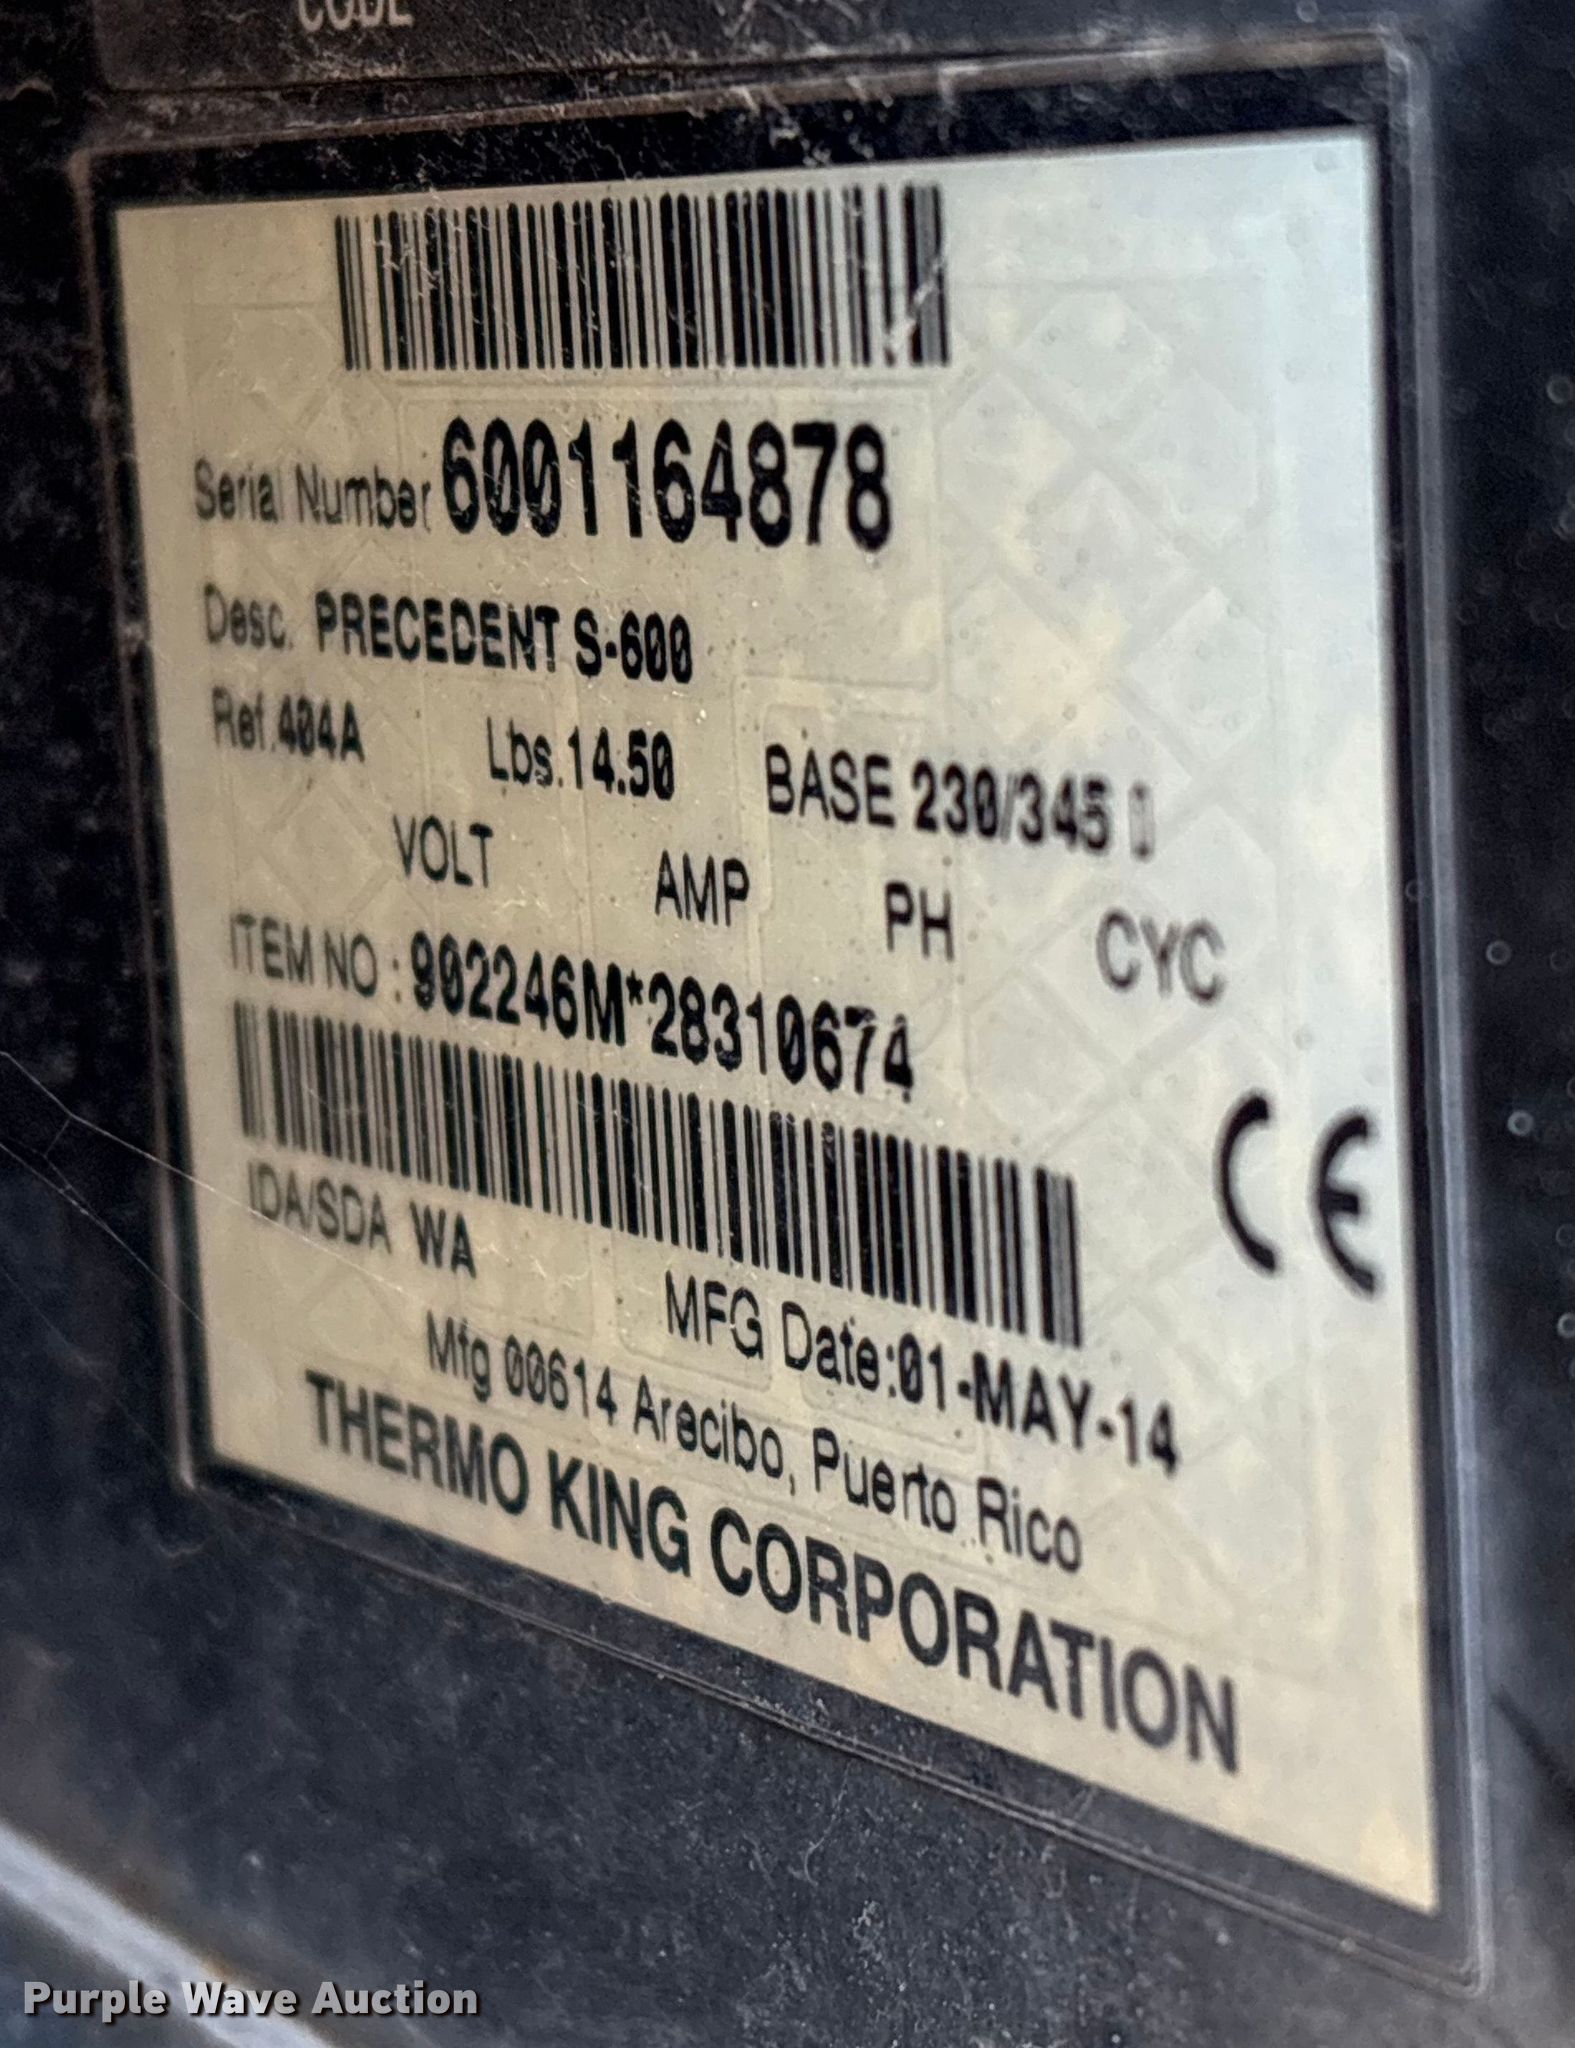 CODE
Serial Number 6001164878
Desc. PRECEDENT S-600
Ref.404A Lbs.14.50 BASE 230/345
VOLT AMP PH CYC
ITEM NO : 902246M*28310674
CE
IDA/SDA WA
MFG Date:01-MAY-14
Mfg 00614 Arecibo, Puerto Rico
THERMO KING CORPORATION
Purple Wave Auction